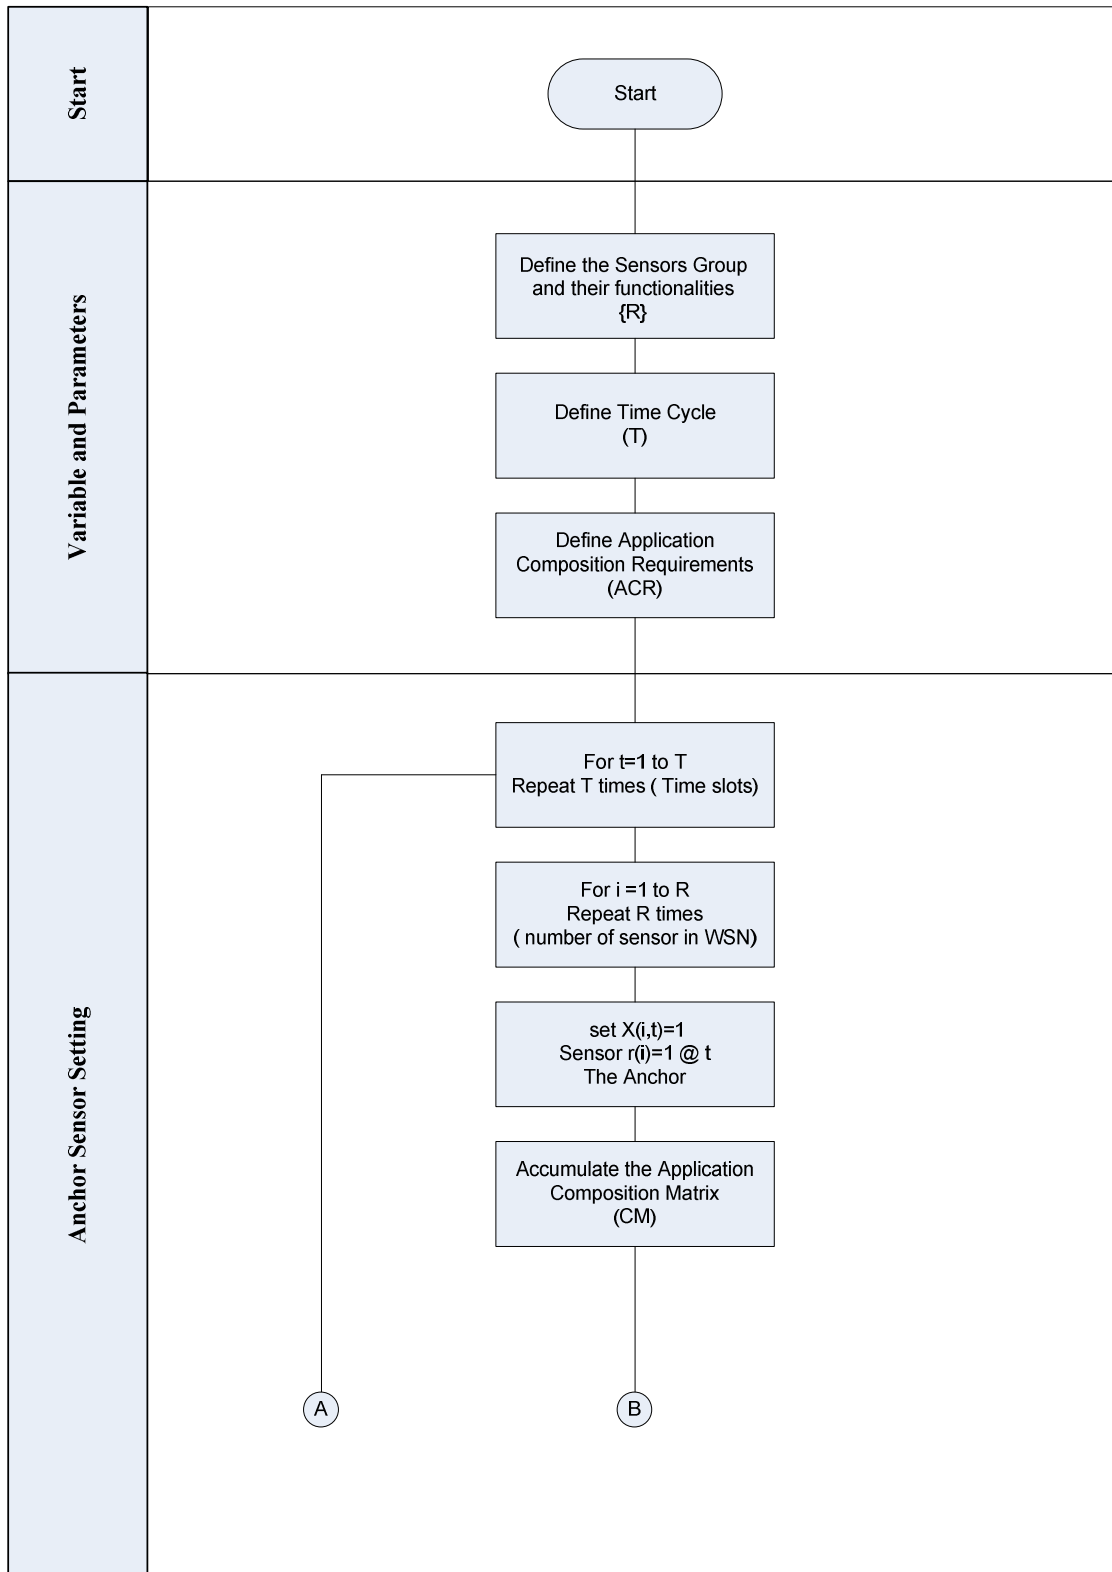 Start
Start
Variable and Parameters
Define the Sensors Group
and their functionalities
{R}
Define Time Cycle
(T)
Define Application
Composition Requirements
(ACR)
Anchor Sensor Setting
For t=1 to T
Repeat T times ( Time slots)
For i =1 to R
Repeat R times
( number of sensor in WSN)
set X(i,t)=1
Sensor r(i)=1 @ t
The Anchor
Accumulate the Application
Composition Matrix
(CM)
A
B